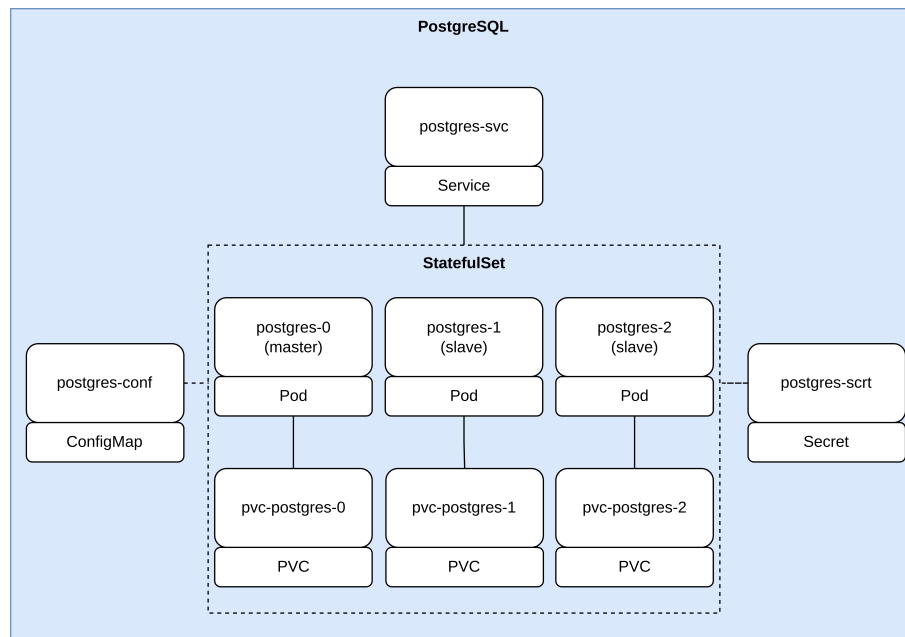 PostgreSQL
postgres-svc
Service
StatefulSet
postgres-0
(master)
Pod
postgres-1
(slave)
Pod
postgres-2
(slave)
Pod
postgres-conf
ConfigMap
postgres-scrt
Secret
pvc-postgres-0
PVC
pvc-postgres-1
PVC
pvc-postgres-2
PVC